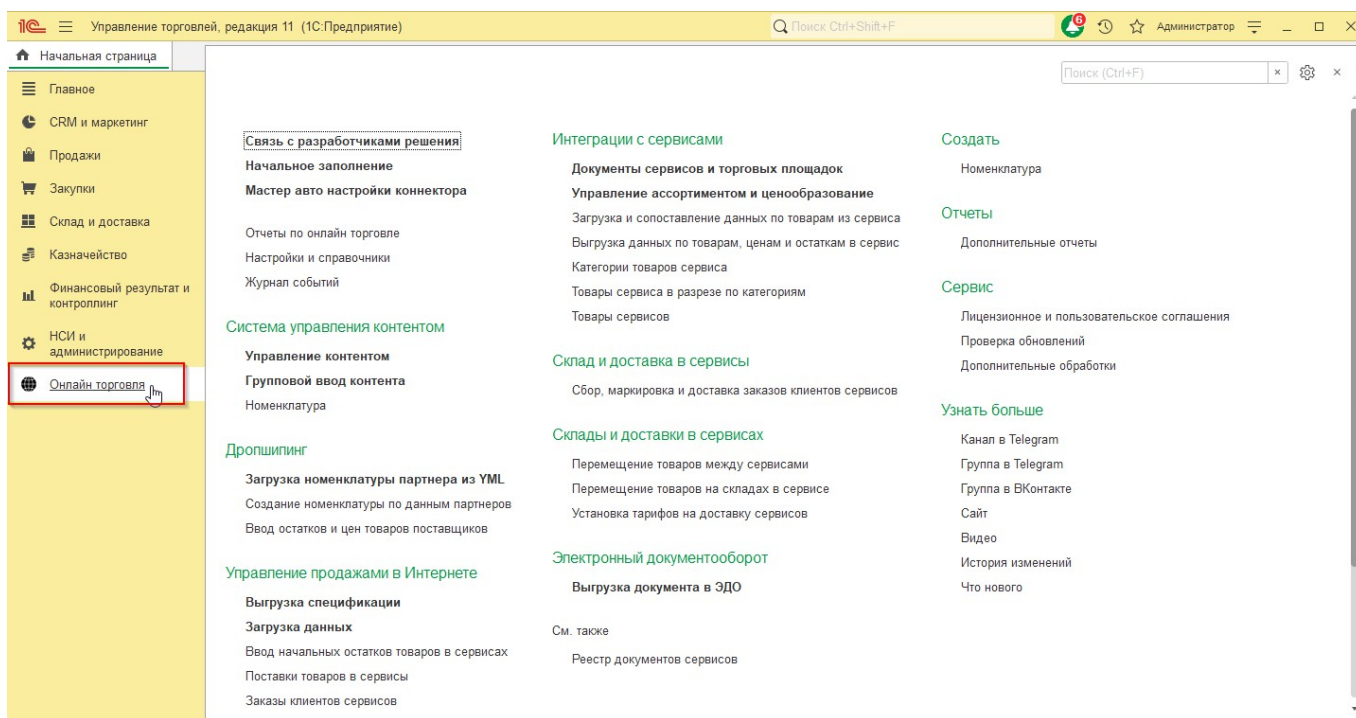 1С Управление торговлей, редакция 11 (1С:Предприятие)
Поиск Ctrl+Shift+F
6
Администратор
Начальная страница
Поиск (Ctrl+F)
Главное
CRM и маркетинг
Продажи
Закупки
Склад и доставка
Казначейство
Финансовый результат и
контроллинг
НСИ и
администрирование
Онлайн торговля
Связь с разработчиками решения
Начальное заполнение
Мастер авто настройки коннектора
Отчеты по онлайн торговле
Настройки и справочники
Журнал событий
Система управления контентом
Управление контентом
Групповой ввод контента
Номенклатура
Дропшипинг
Загрузка номенклатуры партнера из YML
Создание номенклатуры по данным партнеров
Ввод остатков и цен товаров поставщиков
Управление продажами в Интернете
Выгрузка спецификации
Загрузка данных
Ввод начальных остатков товаров в сервисах
Поставки товаров в сервисы
Заказы клиентов сервисов
Интеграции с сервисами
Документы сервисов и торговых площадок
Управление ассортиментом и ценообразование
Загрузка и сопоставление данных по товарам из сервиса
Выгрузка данных по товарам, ценам и остаткам в сервис
Категории товаров сервиса
Товары сервиса в разрезе по категориям
Товары сервисов
Склад и доставка в сервисы
Сбор, маркировка и доставка заказов клиентов сервисов
Склады и доставки в сервисах
Перемещение товаров между сервисами
Перемещение товаров на складах в сервисе
Установка тарифов на доставку сервисов
Электронный документооборот
Выгрузка документа в ЭДО
См. также
Реестр документов сервисов
Создать
Номенклатура
Отчеты
Дополнительные отчеты
Сервис
Лицензионное и пользовательское соглашения
Проверка обновлений
Дополнительные обработки
Узнать больше
Канал в Telegram
Группа в Telegram
Группа в ВКонтакте
Сайт
Видео
История изменений
Что нового